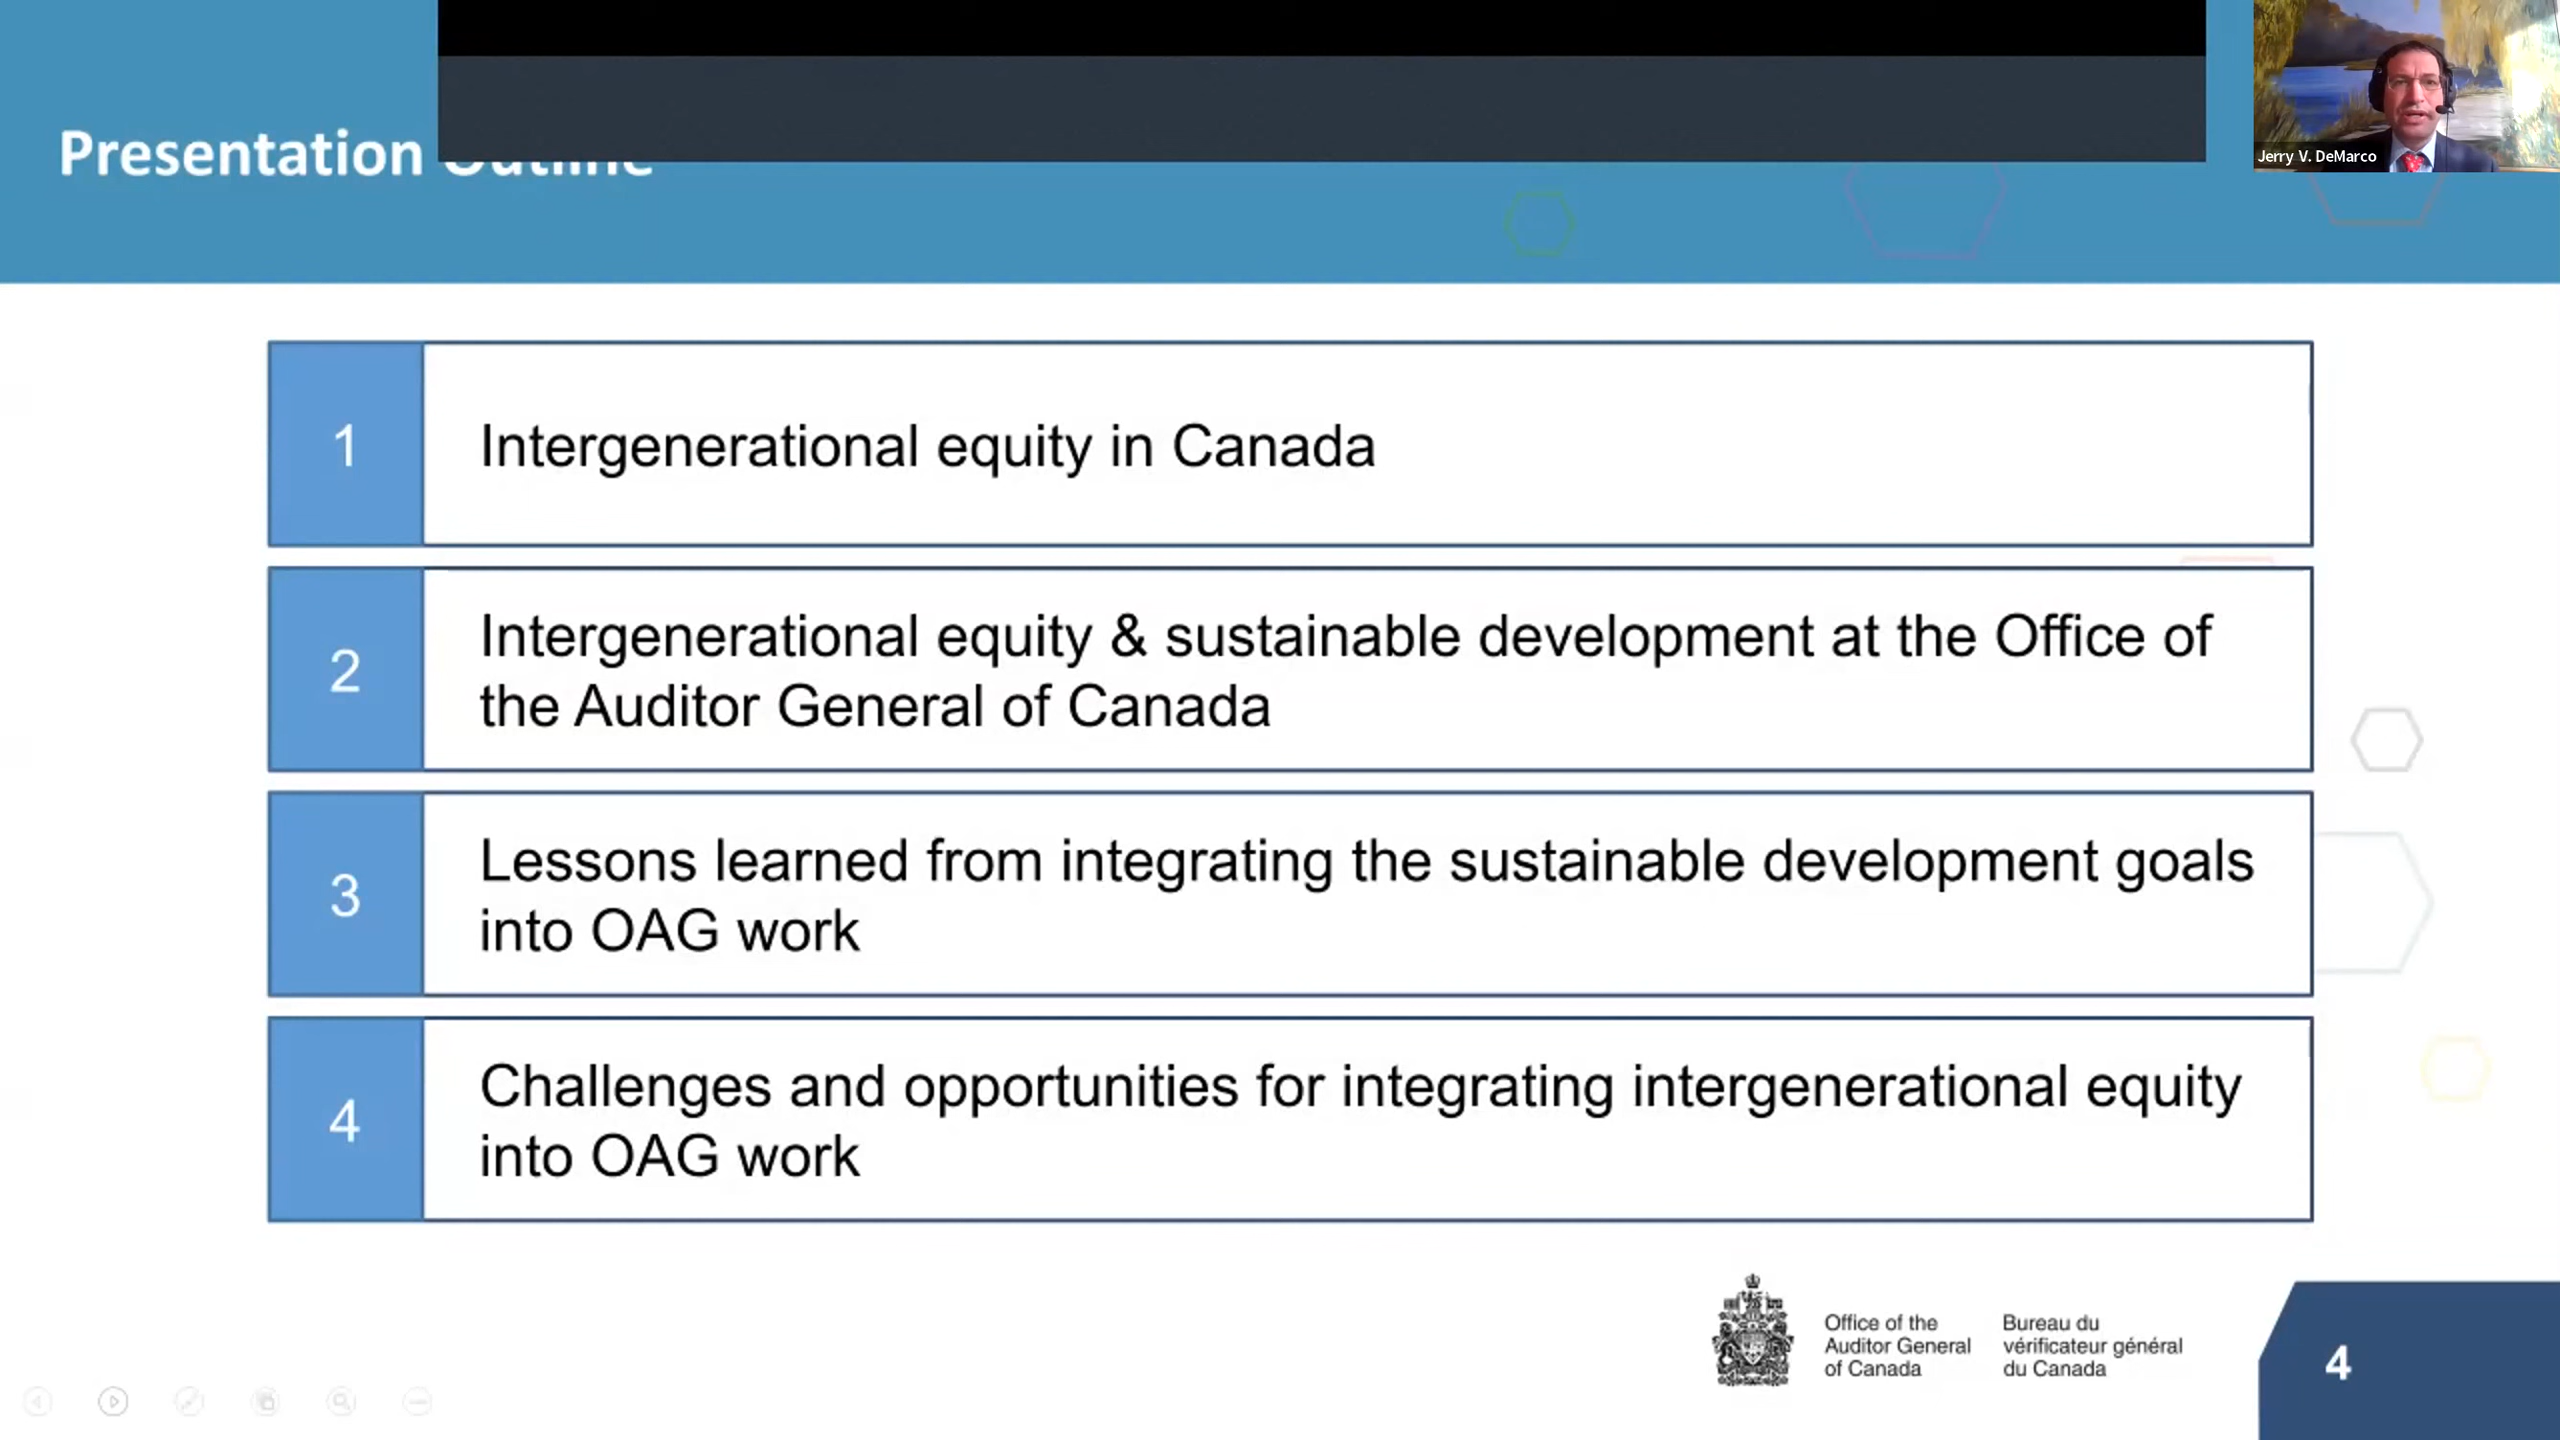 Presentation Outline
Jerry V. DeMarco
1
Intergenerational equity in Canada
2
Intergenerational equity & sustainable development at the Office of
the Auditor General of Canada
3
Lessons learned from integrating the sustainable development goals
into OAG work
4
Challenges and opportunities for integrating intergenerational equity
into OAG work
Office of the
Auditor General
of Canada
Bureau du
vérificateur général
du Canada
4